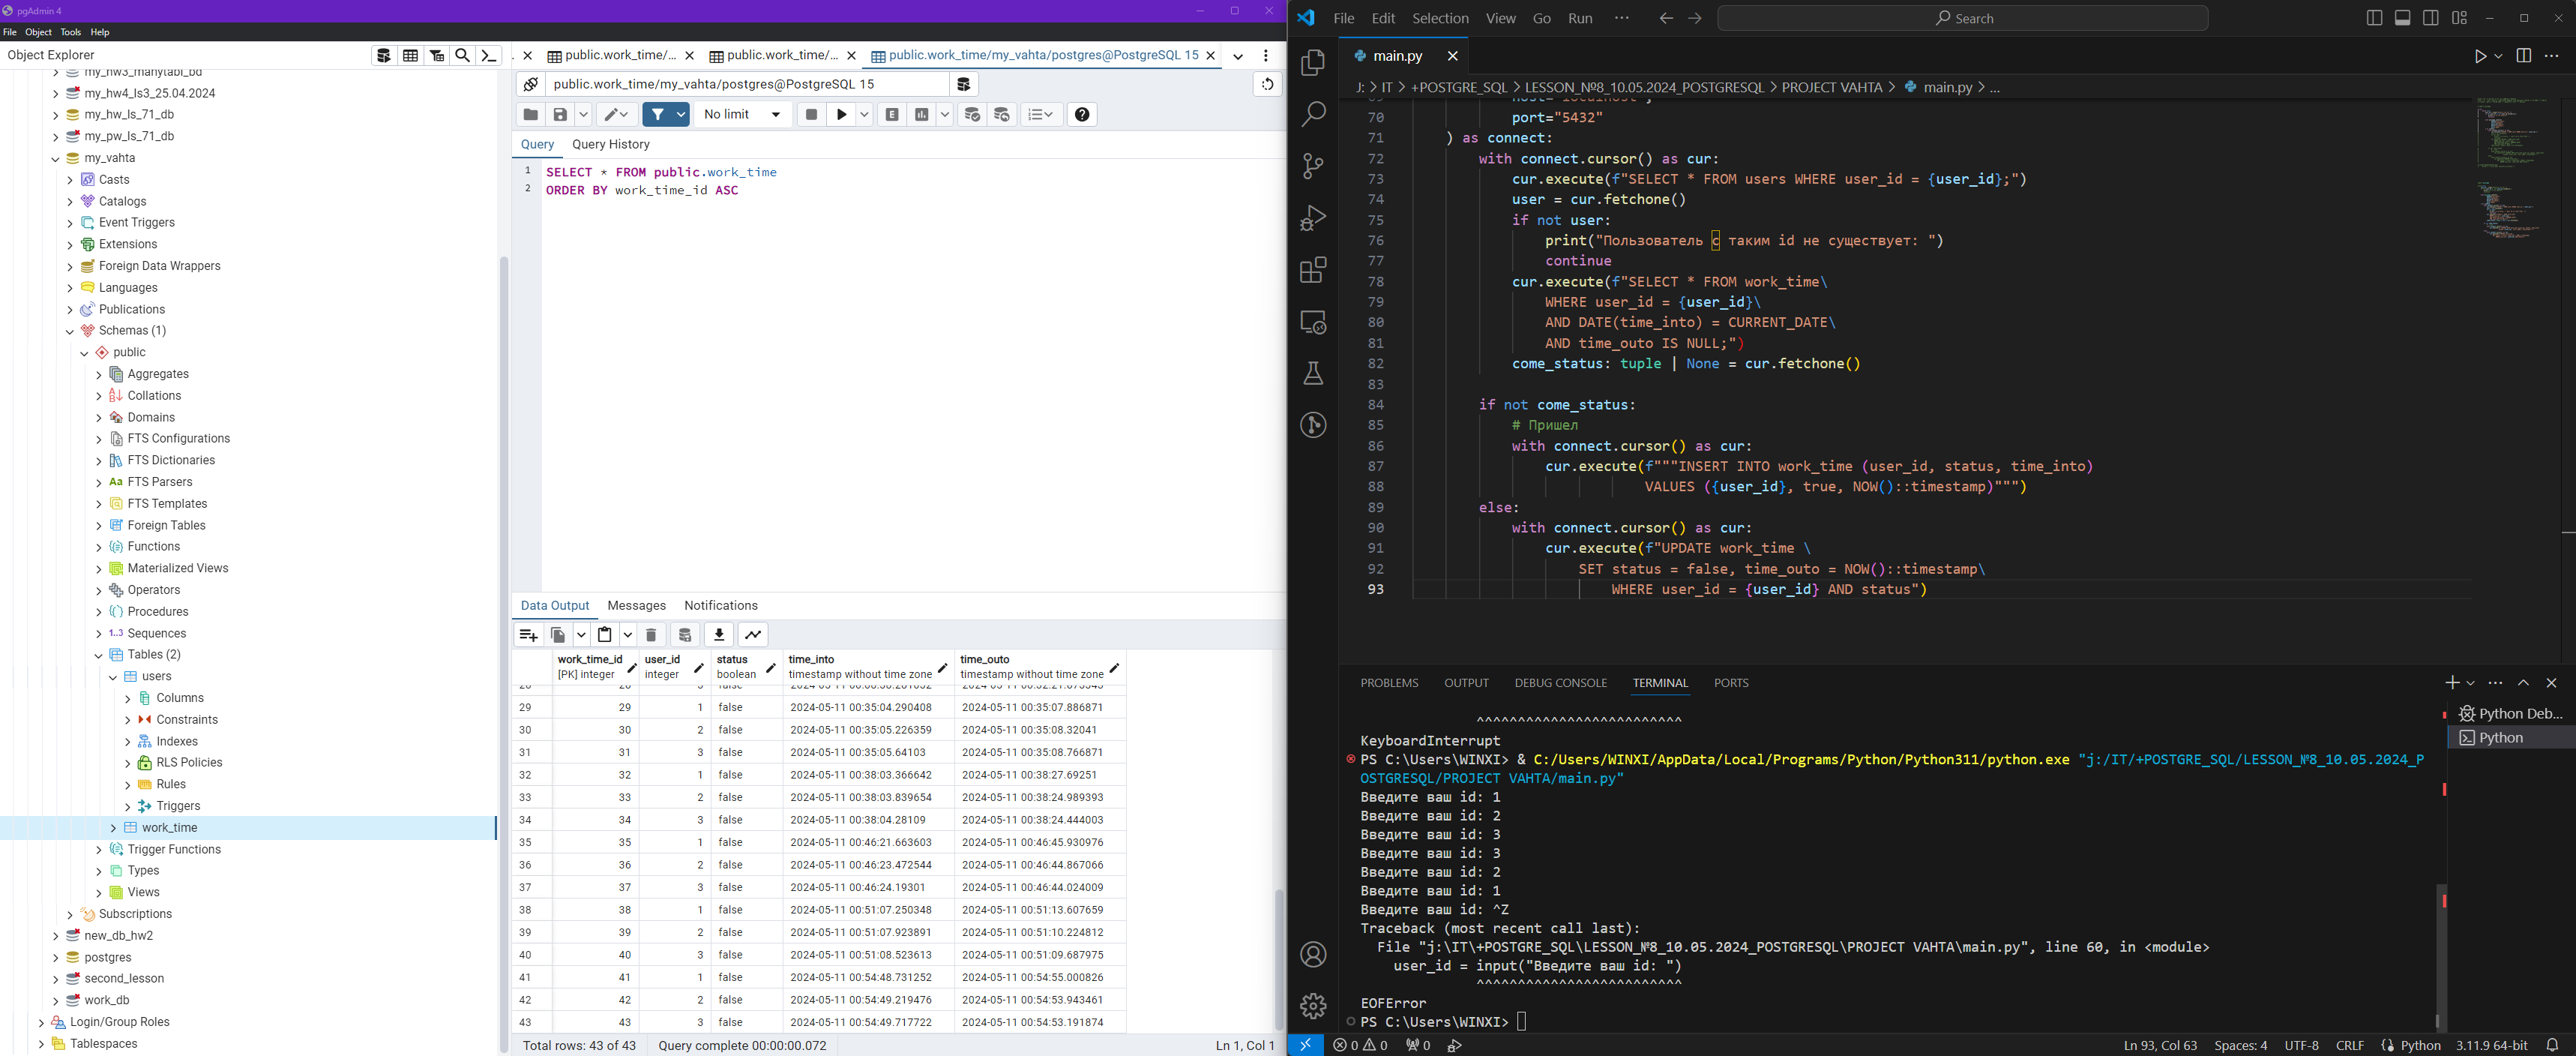 pgAdmin 4
File Object Tools Help
Object Explorer
my_hw3_manytabl_bd
my_hw4_ls3_25.04.2024
my_hw_ls_71_db
my_pw_ls_71_db
my_vahta
Casts
Catalogs
Event Triggers
Extensions
Foreign Data Wrappers
Languages
Publications
Schemas (1)
public
Aggregates
Collations
Domains
FTS Configurations
FTS Dictionaries
Aa FTS Parsers
FTS Templates
Foreign Tables
Functions
Materialized Views
Operators
Procedures
1..3 Sequences
Tables (2)
users
Columns
Constraints
Indexes
RLS Policies
Rules
Triggers
work_time
Trigger Functions
Types
Views
Subscriptions
new_db_hw2
postgres
second_lesson
work_db
Login/Group Roles
Tablespaces
public.work_time/... public.work_time/... public.work_time/my_vahta/postgres@PostgreSQL 15
public.work_time/my_vahta/postgres@PostgreSQL 15
No limit
Query Query History
1 SELECT * FROM public.work_time
2 ORDER BY work_time_id ASC
Data Output Messages Notifications
work_time_id user_id status time_into time_outo
[PK] integer integer boolean timestamp without time zone timestamp without time zone
29 29 1 false 2024-05-11 00:35:04.290408 2024-05-11 00:35:07.886871
30 30 2 false 2024-05-11 00:35:05.226359 2024-05-11 00:35:08.32041
31 31 3 false 2024-05-11 00:35:05.64103 2024-05-11 00:35:08.766871
32 32 1 false 2024-05-11 00:38:03.366642 2024-05-11 00:38:27.69251
33 33 2 false 2024-05-11 00:38:03.839654 2024-05-11 00:38:24.989393
34 34 3 false 2024-05-11 00:38:04.28109 2024-05-11 00:38:24.444003
35 35 1 false 2024-05-11 00:46:21.663603 2024-05-11 00:46:45.930976
36 36 2 false 2024-05-11 00:46:23.472544 2024-05-11 00:46:44.867066
37 37 3 false 2024-05-11 00:46:24.19301 2024-05-11 00:46:44.024009
38 38 1 false 2024-05-11 00:51:07.250348 2024-05-11 00:51:13.607659
39 39 2 false 2024-05-11 00:51:07.923891 2024-05-11 00:51:10.224812
40 40 3 false 2024-05-11 00:51:08.523613 2024-05-11 00:51:09.687975
41 41 1 false 2024-05-11 00:54:48.731252 2024-05-11 00:54:55.000826
42 42 2 false 2024-05-11 00:54:49.219476 2024-05-11 00:54:53.943461
43 43 3 false 2024-05-11 00:54:49.717722 2024-05-11 00:54:53.191874
Total rows: 43 of 43 Query complete 00:00:00.072 Ln 1, Col 1
File Edit Selection View Go Run ... Search
main.py
J: > IT > +POSTGRE_SQL > LESSON_№8_10.05.2024_POSTGRESQL > PROJECT VAHTA > main.py > ...
69 host="localhost",
70 port="5432"
71 ) as connect:
72 with connect.cursor() as cur:
73 cur.execute(f"SELECT * FROM users WHERE user_id = {user_id};")
74 user = cur.fetchone()
75 if not user:
76 print("Пользователь с таким id не существует: ")
77 continue
78 cur.execute(f"SELECT * FROM work_time\
79 WHERE user_id = {user_id}\
80 AND DATE(time_into) = CURRENT_DATE\
81 AND time_outo IS NULL;")
82 come_status: tuple | None = cur.fetchone()
83
84 if not come_status:
85 # Пришел
86 with connect.cursor() as cur:
87 cur.execute(f"""INSERT INTO work_time (user_id, status, time_into)
88 VALUES ({user_id}, true, NOW()::timestamp)""")
89 else:
90 with connect.cursor() as cur:
91 cur.execute(f"UPDATE work_time \
92 SET status = false, time_outo = NOW()::timestamp\
93 WHERE user_id = {user_id} AND status")
PROBLEMS OUTPUT DEBUG CONSOLE TERMINAL PORTS
^^^^^^^^^^^^^^^^^^^^^^^^^
KeyboardInterrupt
PS C:\Users\WINXI> & C:/Users/WINXI/AppData/Local/Programs/Python/Python311/python.exe "j:/IT/+POSTGRE_SQL/LESSON_№8_10.05.2024_P
OSTGRESQL/PROJECT VAHTA/main.py"
Введите ваш id: 1
Введите ваш id: 2
Введите ваш id: 3
Введите ваш id: 3
Введите ваш id: 2
Введите ваш id: 1
Введите ваш id: ^Z
Traceback (most recent call last):
File "j:\IT\+POSTGRE_SQL\LESSON_№8_10.05.2024_POSTGRESQL\PROJECT VAHTA\main.py", line 60, in <module>
user_id = input("Введите ваш id: ")
^^^^^^^^^^^^^^^^^^^^^^^^^
EOFError
PS C:\Users\WINXI>
Python Deb...
Python
0 0 0 Ln 93, Col 63 Spaces: 4 UTF-8 CRLF Python 3.11.9 64-bit